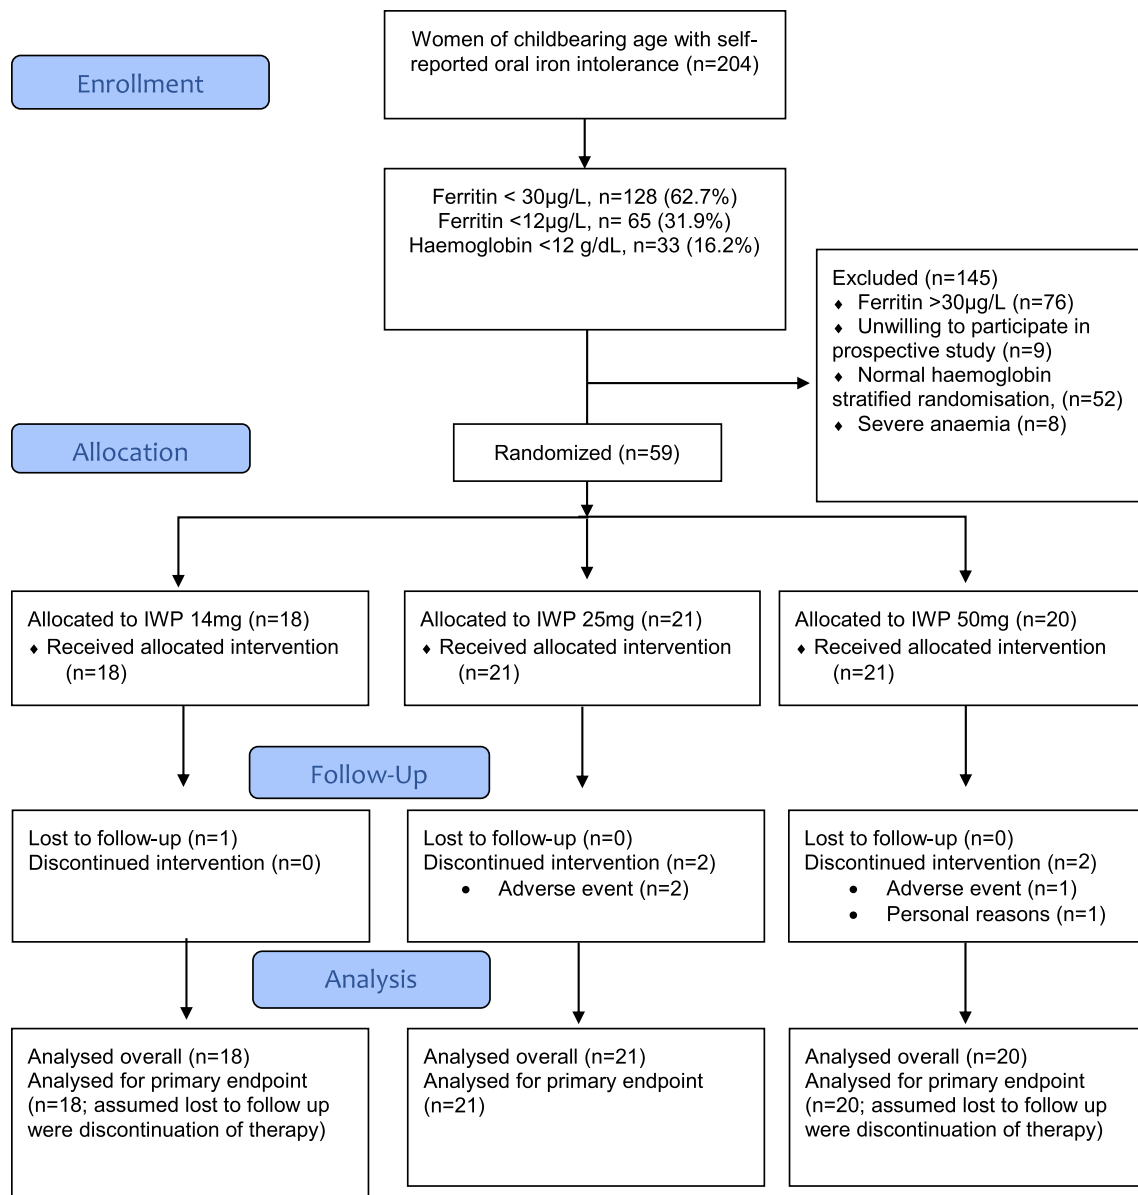 Women of childbearing age with self-
reported oral iron intolerance (n=204)
Enrollment
Ferritin < 30µg/L, n=128 (62.7%)
Ferritin <12µg/L, n= 65 (31.9%)
Haemoglobin <12 g/dL, n=33 (16.2%)
Excluded (n=145)
♦ Ferritin >30µg/L (n=76)
♦ Unwilling to participate in
prospective study (n=9)
♦ Normal haemoglobin
stratified randomisation, (n=52)
♦ Severe anaemia (n=8)
Allocation
Randomized (n=59)
Allocated to IWP 14mg (n=18)
♦ Received allocated intervention
(n=18)
Allocated to IWP 25mg (n=21)
♦ Received allocated intervention
(n=21)
Allocated to IWP 50mg (n=20)
♦ Received allocated intervention
(n=21)
Follow-Up
Lost to follow-up (n=1)
Discontinued intervention (n=0)
Lost to follow-up (n=0)
Discontinued intervention (n=2)
• Adverse event (n=2)
Lost to follow-up (n=0)
Discontinued intervention (n=2)
• Adverse event (n=1)
• Personal reasons (n=1)
Analysis
Analysed overall (n=18)
Analysed for primary endpoint
(n=18; assumed lost to follow up
were discontinuation of therapy)
Analysed overall (n=21)
Analysed for primary endpoint
(n=21)
Analysed overall (n=20)
Analysed for primary endpoint
(n=20; assumed lost to follow up
were discontinuation of therapy)